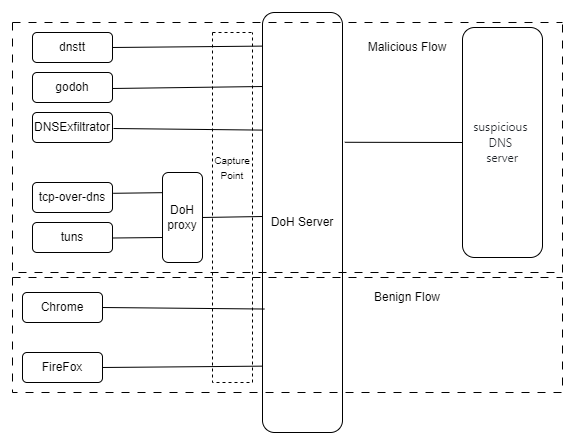 dnstt
Malicious Flow
godoh
DNSExfiltrator
suspicious
DNS
server
Capture
Point
tcp-over-dns
DoH
proxy
DoH Server
tuns
Chrome
Benign Flow
FireFox